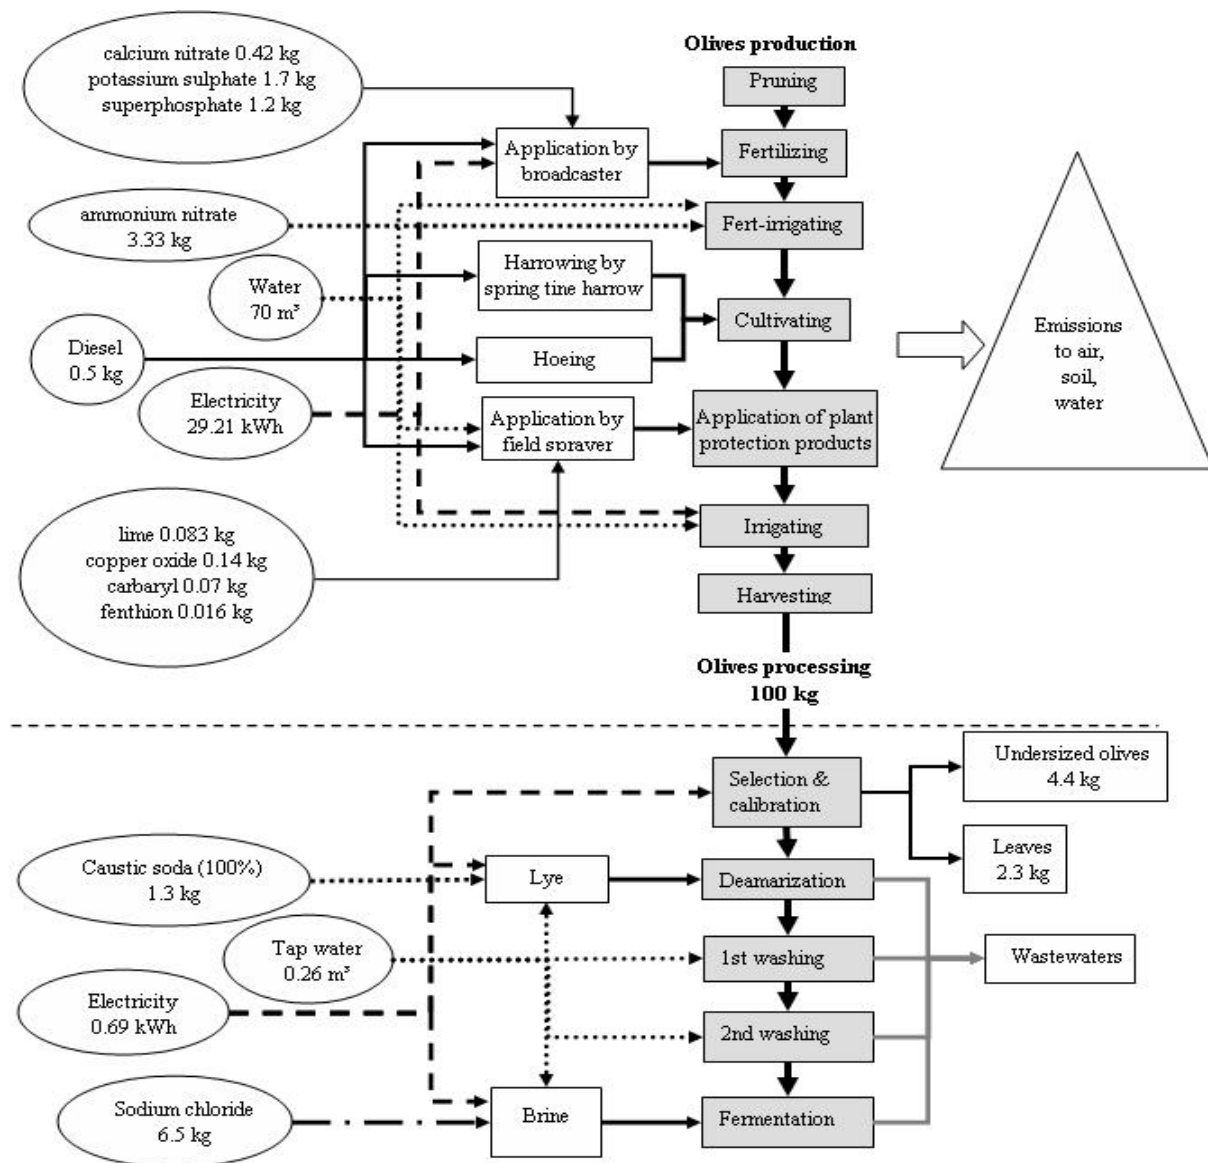 Olives production
calcium nitrate 0.42 kg
potassium sulphate 1.7 kg
superphosphate 1.2 kg
Pruning
Application by
broadcaster
Fertilizing
ammonium nitrate
3.33 kg
Fert-irrigating
Water
70 m³
Harrowing by
spring tine harrow
Cultivating
Diesel
0.5 kg
Hoeing
Emissions
to air,
soil,
water
Electricity
29.21 kWh
Application by
field sprayer
Application of plant
protection products
lime 0.083 kg
copper oxide 0.14 kg
carbaryl 0.07 kg
fenthion 0.016 kg
Irrigating
Harvesting
Olives processing
100 kg
Selection &
calibration
Undersized olives
4.4 kg
Leaves
2.3 kg
Caustic soda (100%)
1.3 kg
Lye
Deamarization
Tap water
0.26 m³
1st washing
Wastewaters
Electricity
0.69 kWh
2nd washing
Sodium chloride
6.5 kg
Brine
Fermentation